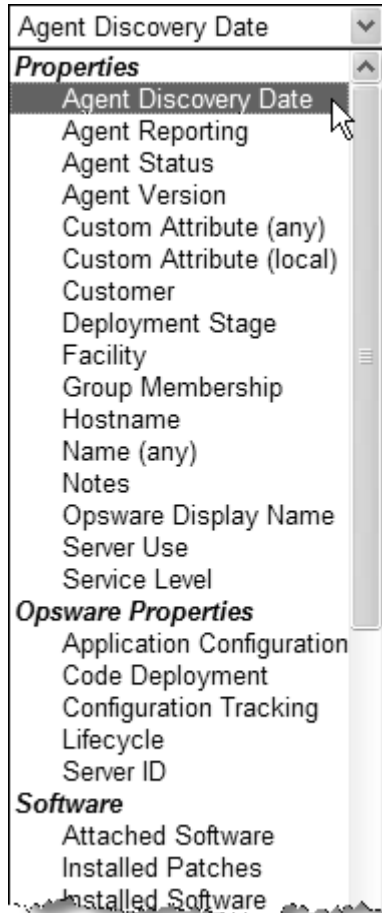 Agent Discovery Date
Properties
Agent Discovery Date
Agent Reporting
Agent Status
Agent Version
Custom Attribute (any)
Custom Attribute (local)
Customer
Deployment Stage
Facility
Group Membership
Hostname
Name (any)
Notes
Opsware Display Name
Server Use
Service Level
Opsware Properties
Application Configuration
Code Deployment
Configuration Tracking
Lifecycle
Server ID
Software
Attached Software
Installed Patches
Installed Software